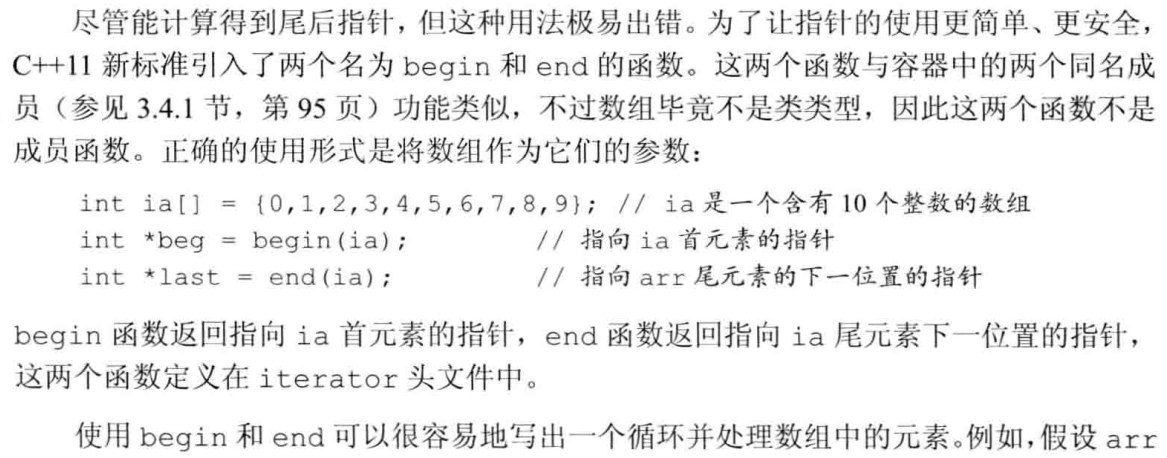 尽管能计算得到尾后指针，但这种用法极易出错。为了让指针的使用更简单、更安全，
C++11 新标准引入了两个名为 begin 和 end 的函数。这两个函数与容器中的两个同名成
员（参见 3.4.1 节，第 95 页）功能类似，不过数组毕竟不是类类型，因此这两个函数不是
成员函数。正确的使用形式是将数组作为它们的参数：
int ia[] = {0,1,2,3,4,5,6,7,8,9}; // ia 是一个含有 10 个整数的数组
int *beg = begin(ia); // 指向 ia 首元素的指针
int *last = end(ia); // 指向 arr 尾元素的下一位置的指针
begin 函数返回指向 ia 首元素的指针，end 函数返回指向 ia 尾元素下一位置的指针，
这两个函数定义在 iterator 头文件中。
使用 begin 和 end 可以很容易地写出一个循环并处理数组中的元素。例如，假设 arr